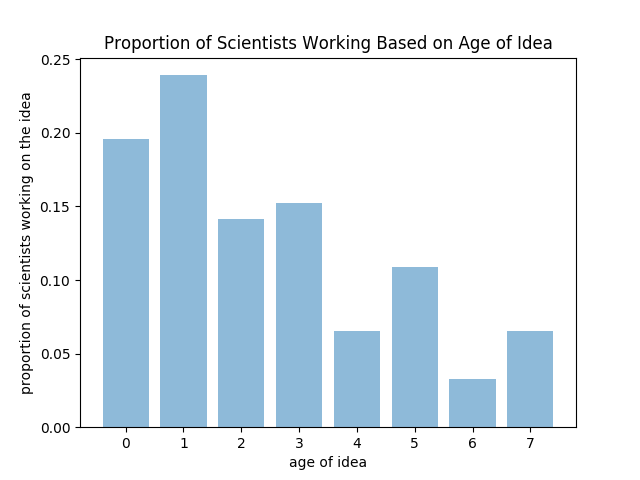 Proportion of Scientists Working Based on Age of Idea
0.25
0.20
0.15
0.10
0.05
0.00
proportion of scientists working on the idea
0 1 2 3 4 5 6 7
age of idea